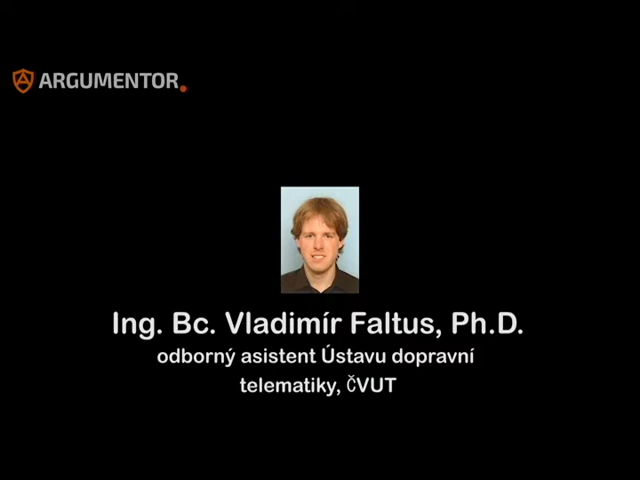 ARGUMENTOR.
Ing. Bc. Vladimír Faltus, Ph.D.
odborný asistent Ústavu dopravní
telematiky, ČVUT